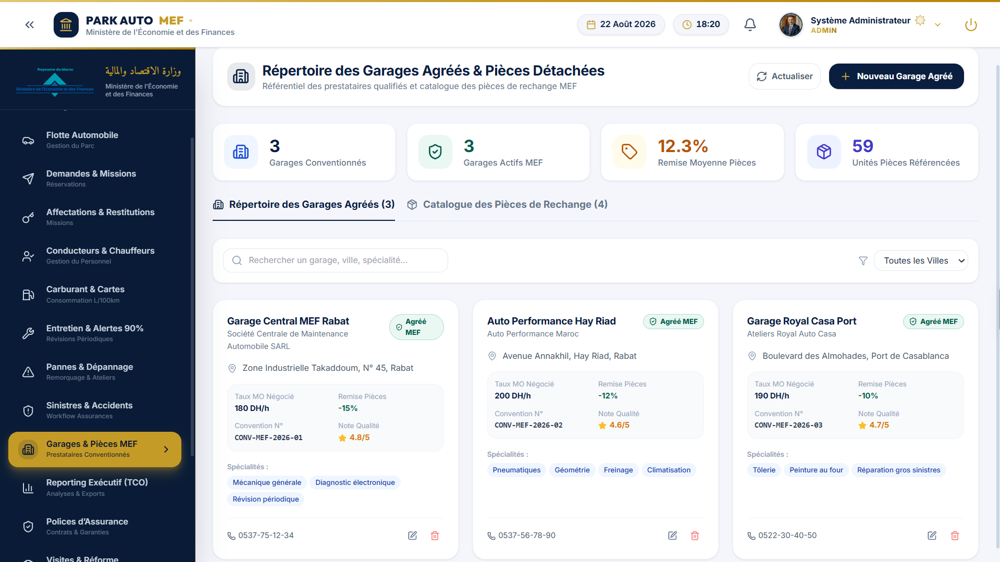 PARK AUTO MEF
Ministère de l'Économie et des Finances
22 Août 2026
18:20
Système Administrateur
ADMIN
Royaume du Maroc
Ministère de l'Economie et des Finances
وزارة الاقتصاد والمالية
Ministère de l'Économie
et des Finances
Flotte Automobile
Gestion du Parc
Demandes & Missions
Réservations
Affectations & Restitutions
Missions
Conducteurs & Chauffeurs
Gestion du Personnel
Carburant & Cartes
Consommation L/100km
Entretien & Alertes 90%
Révisions Périodiques
Pannes & Dépannage
Remorquage & Ateliers
Sinistres & Accidents
Workflow Assurances
Garages & Pièces MEF
Prestataires Conventionnés
Reporting Exécutif (TCO)
Analyses & Exports
Polices d’Assurance
Contrats & Garanties
Visites & Réforme
Répertoire des Garages Agréés & Pièces Détachées
Référentiel des prestataires qualifiés et catalogue des pièces de rechange MEF
Actualiser
Nouveau Garage Agréé
3
Garages Conventionnés
3
Garages Actifs MEF
12.3%
Remise Moyenne Pièces
59
Unités Pièces Référencées
Répertoire des Garages Agréés (3)
Catalogue des Pièces de Rechange (4)
Rechercher un garage, ville, spécialité...
Toutes les Villes
Garage Central MEF Rabat
Agréé
MEF
Société Centrale de Maintenance
Automobile SARL
Zone Industrielle Takaddoum, N° 45, Rabat
Taux MO Négocié
Remise Pièces
180 DH/h
-15%
Convention N°
Note Qualité
CONV-MEF-2026-01
4.8/5
Spécialités :
Mécanique générale
Diagnostic électronique
Révision périodique
0537-75-12-34
Auto Performance Hay Riad
Agréé MEF
Auto Performance Maroc
Avenue Annakhil, Hay Riad, Rabat
Taux MO Négocié
Remise Pièces
200 DH/h
-12%
Convention N°
Note Qualité
CONV-MEF-2026-02
4.6/5
Spécialités :
Pneumatiques
Géométrie
Freinage
Climatisation
0537-56-78-90
Garage Royal Casa Port
Agréé MEF
Ateliers Royal Auto Casa
Boulevard des Almohades, Port de Casablanca
Taux MO Négocié
Remise Pièces
190 DH/h
-10%
Convention N°
Note Qualité
CONV-MEF-2026-03
4.7/5
Spécialités :
Tôlerie
Peinture au four
Réparation gros sinistres
0522-30-40-50